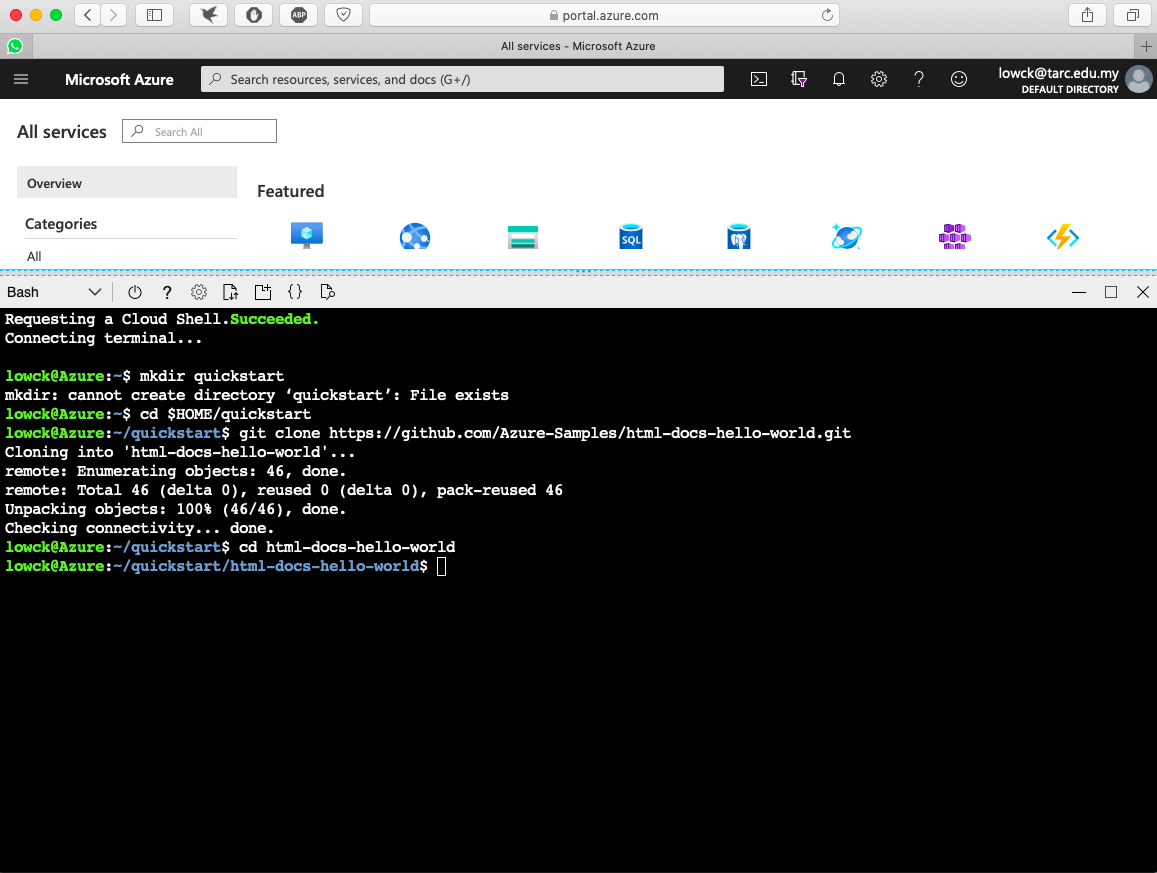 portal.azure.com
All services - Microsoft Azure
Microsoft Azure
Search resources, services, and docs (G+/)
lowck@tarc.edu.my
DEFAULT DIRECTORY
All services
Search All
Overview
Featured
Categories
All
SQL
Bash
Requesting a Cloud Shell.Succeeded.
Connecting terminal...
lowck@Azure:~$ mkdir quickstart
mkdir: cannot create directory ‘quickstart’: File exists
lowck@Azure:~$ cd $HOME/quickstart
lowck@Azure:~/quickstart$ git clone https://github.com/Azure-Samples/html-docs-hello-world.git
Cloning into 'html-docs-hello-world'...
remote: Enumerating objects: 46, done.
remote: Total 46 (delta 0), reused 0 (delta 0), pack-reused 46
Unpacking objects: 100% (46/46), done.
Checking connectivity... done.
lowck@Azure:~/quickstart$ cd html-docs-hello-world
lowck@Azure:~/quickstart/html-docs-hello-world$
ABP